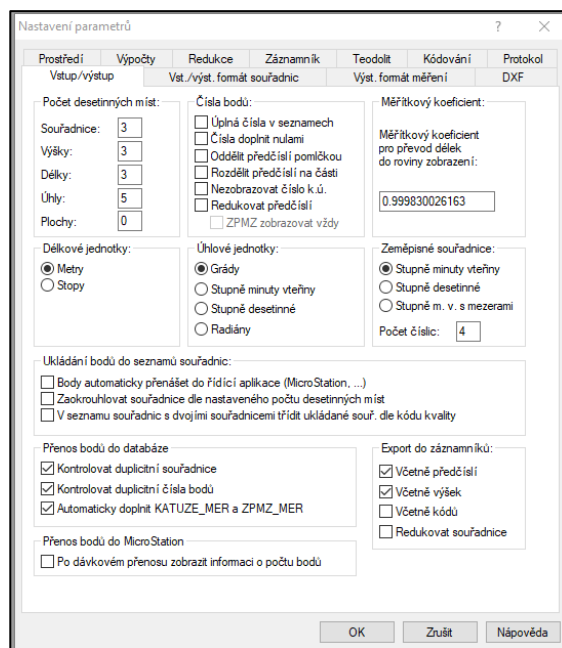 Nastavení parametrů
? ×
Prostředí Výpočty Redukce Záznamník Teodolit Kódování Protokol
Vstup/výstup Vst./výst. formát souřadnic Výst. formát měření DXF
Počet desetinných míst:
Souřadnice: 3
Výšky: 3
Délky: 3
Úhly: 5
Plochy: 0
Čísla bodů:
Úplná čísla v seznamech
Čísla doplnit nulami
Oddělit předčíslí pomlčkou
Rozdělit předčíslí na části
Nezobrazovat číslo k.ú.
Redukovat předčíslí
ZPMZ zobrazovat vždy
Měřítkový koeficient:
Měřítkový koeficient
pro převod délek
do roviny zobrazení:
0.999830026163
Délkové jednotky:
Metry
Stopy
Úhlové jednotky:
Grády
Stupně minuty vteřiny
Stupně desetinné
Radiány
Zeměpisné souřadnice:
Stupně minuty vteřiny
Stupně desetinné
Stupně m. v. s mezerami
Počet číslic: 4
Ukládání bodů do seznamů souřadnic:
Body automaticky přenášet do řídící aplikace (MicroStation, ...)
Zaokrouhlovat souřadnice dle nastaveného počtu desetinných míst
V seznamu souřadnic s dvojími souřadnicemi třídit ukládané souř. dle kódu kvality
Přenos bodů do databáze
Kontrolovat duplicitní souřadnice
Kontrolovat duplicitní čísla bodů
Automaticky doplnit KATUZE_MER a ZPMZ_MER
Export do záznamníků:
Včetně předčíslí
Včetně výšek
Včetně kódů
Redukovat souřadnice
Přenos bodů do MicroStation
Po dávkovém přenosu zobrazit informaci o počtu bodů
OK Zrušit Nápověda